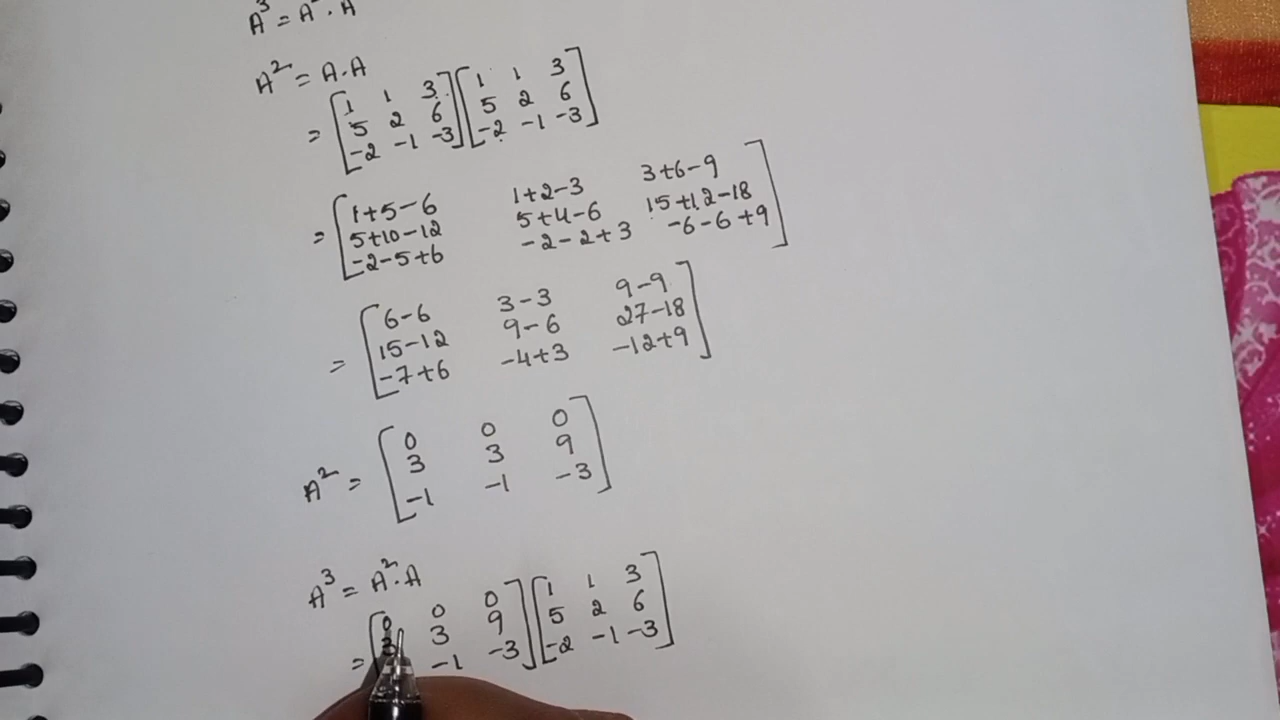 A³ = A² . A
A² = A.A
= [ 1 1 3 ] [ 1 1 3 ]
5 2 6 5 2 6
-2 -1 -3 -2 -1 -3
= [ 1+5-6 1+2-3 3+6-9 ]
5+10-12 5+4-6 15+12-18
-2-5+6 -2-2+3 -6-6+9
= [ 6-6 3-3 9-9 ]
15-12 9-6 27-18
-7+6 -4+3 -12+9
A² = [ 0 0 0 ]
3 3 9
-1 -1 -3
A³ = A².A
= [ 0 0 0 ] [ 1 1 3 ]
3 3 9 5 2 6
-1 -3 -2 -1 -3